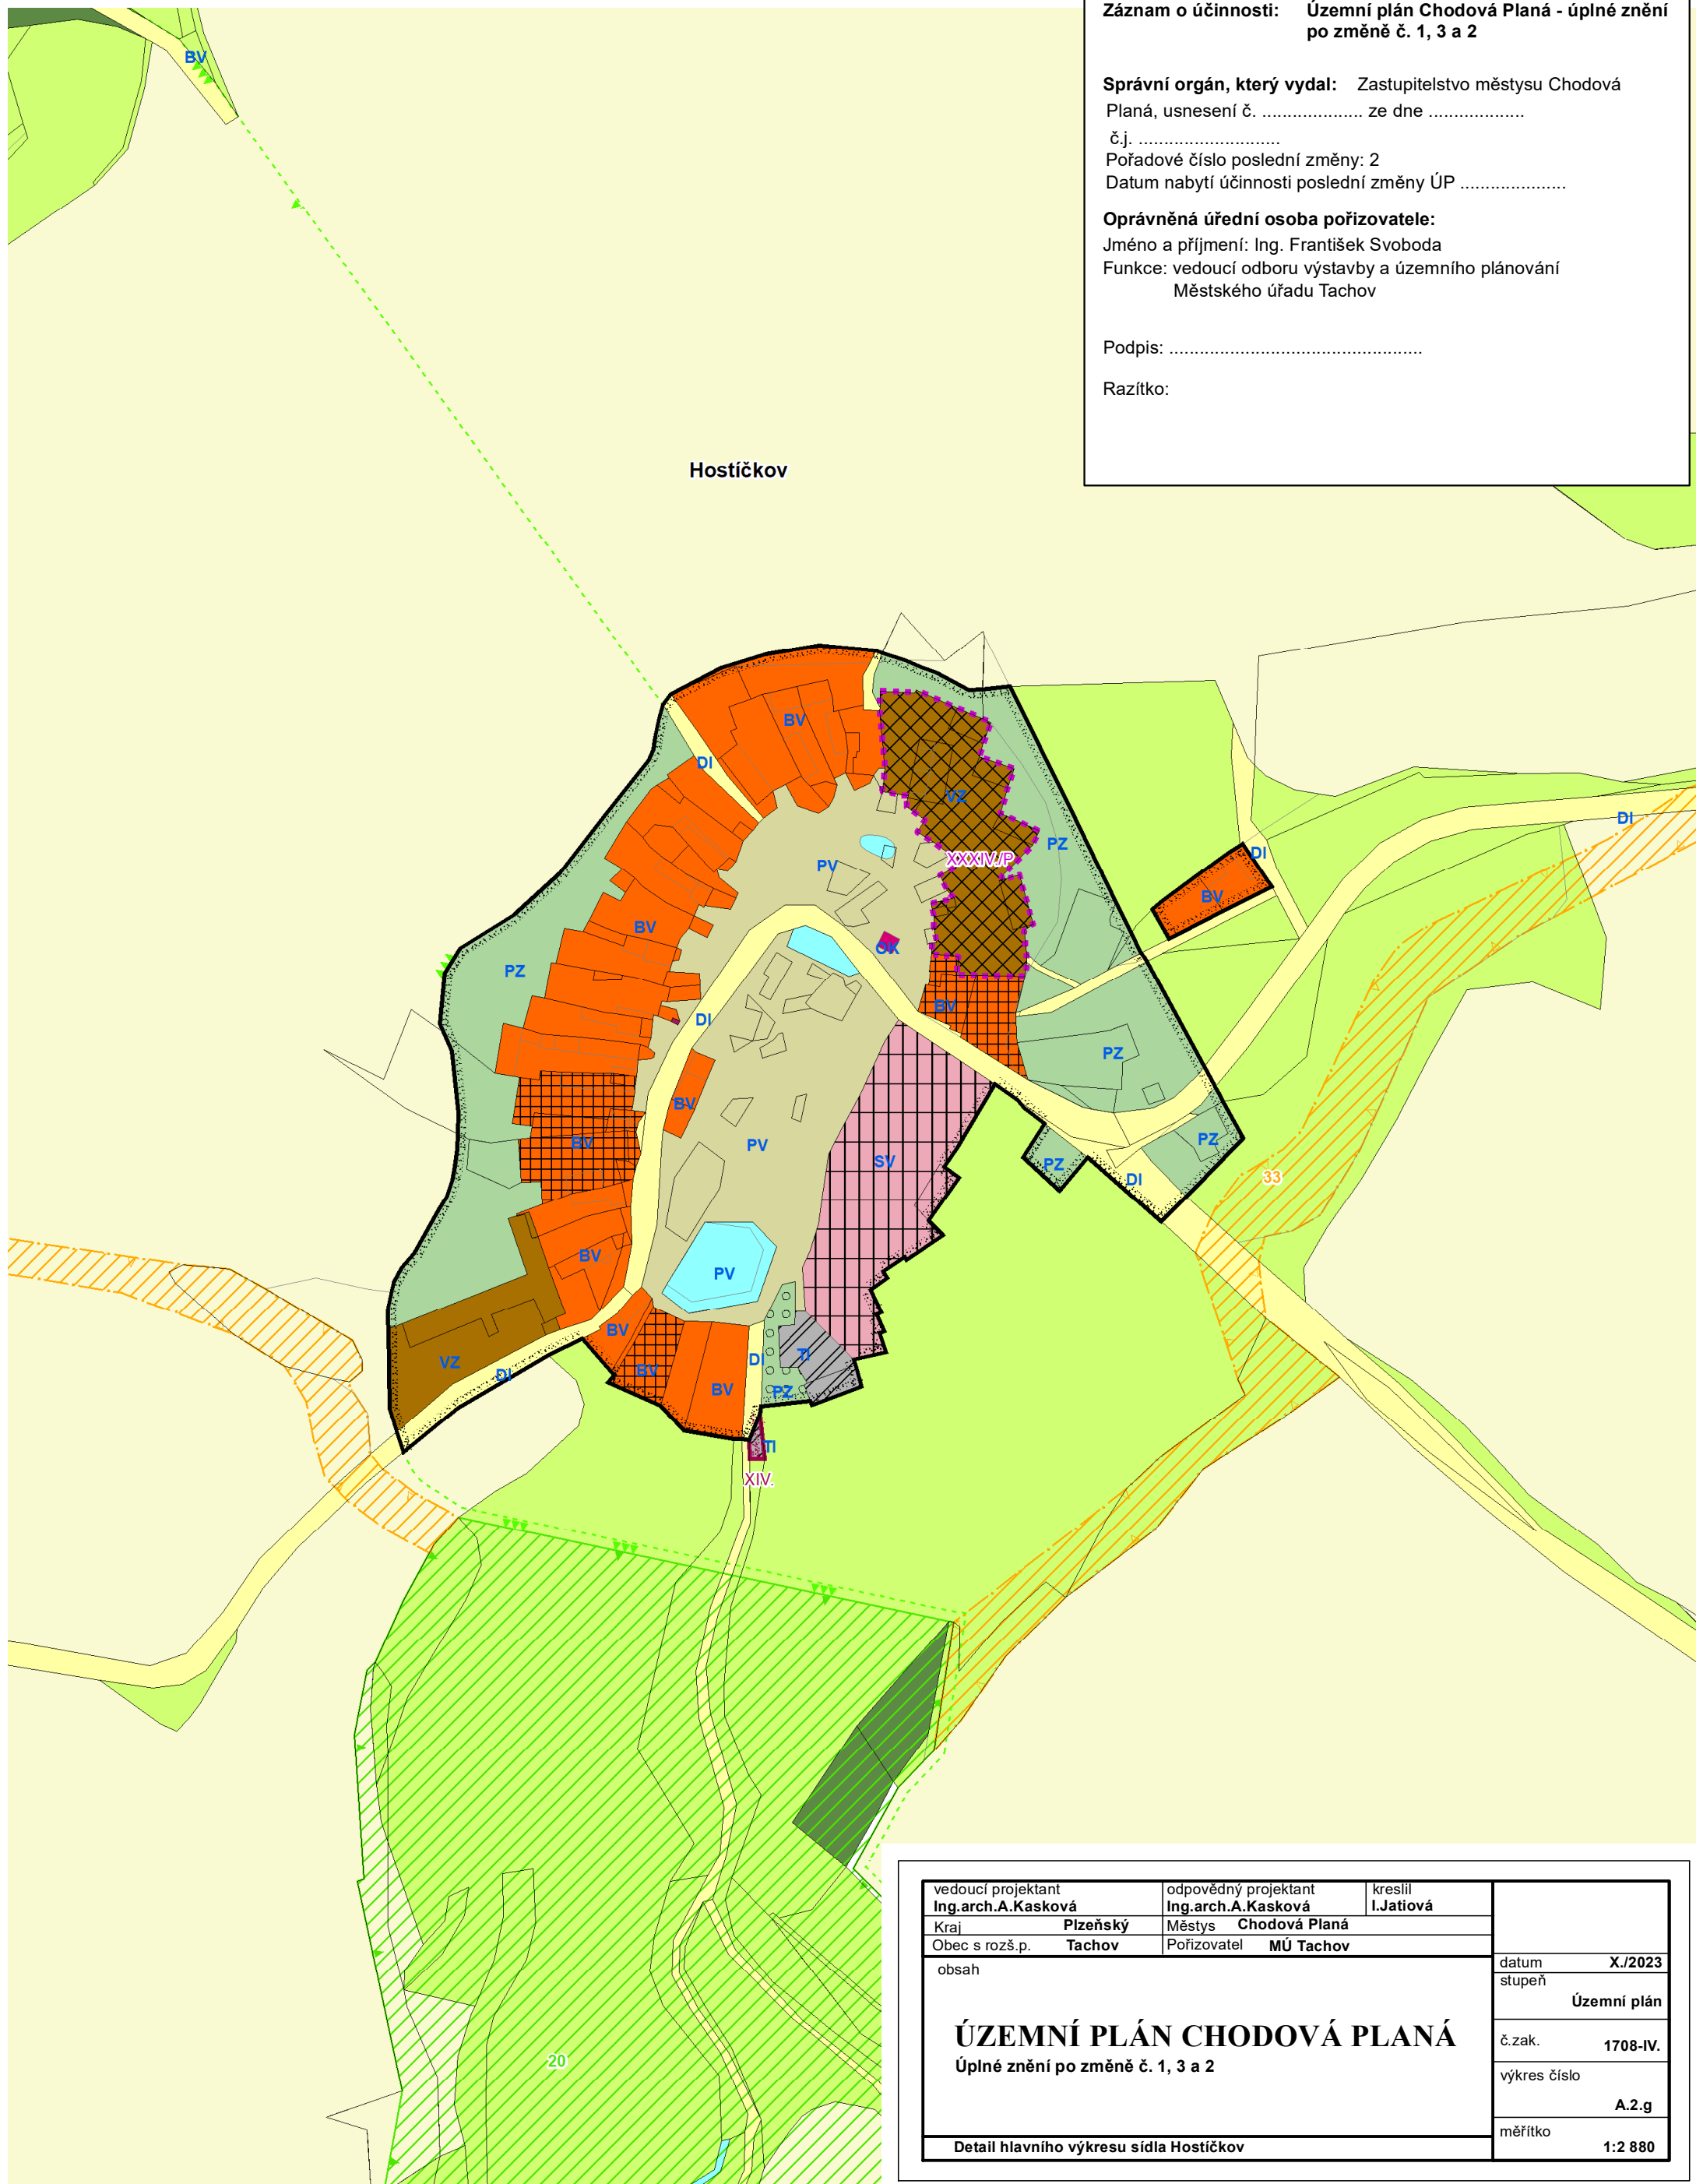 Záznam o účinnosti: Územní plán Chodová Planá - úplné znění
po změně č. 1, 3 a 2
Správní orgán, který vydal: Zastupitelstvo městysu Chodová
Planá, usnesení č. .................... ze dne ...................
č.j. ............................
Pořadové číslo poslední změny: 2
Datum nabytí účinnosti poslední změny ÚP .....................
Oprávněná úřední osoba pořizovatele:
Jméno a příjmení: Ing. František Svoboda
Funkce: vedoucí odboru výstavby a územního plánování
Městského úřadu Tachov
Podpis: ..................................................
Razítko:
BV
Hostíčkov
BV
DI
VZ
DI
PZ
XXXIV./P
PV
DI
BV
BV
OK
PZ
BV
DI
PZ
BV
PZ
BV
PV
SV
PZ
DI
33
BV
PV
BV
TI
VZ
DI
DI
BV
BV
PZ
TI
XIV.
20
vedoucí projektant
Ing.arch.A.Kasková
odpovědný projektant
Ing.arch.A.Kasková
kreslil
I.Jatiová
Kraj Plzeňský
Městys Chodová Planá
Obec s rozš.p. Tachov
Pořizovatel MÚ Tachov
obsah
ÚZEMNÍ PLÁN CHODOVÁ PLANÁ
Úplné znění po změně č. 1, 3 a 2
Detail hlavního výkresu sídla Hostíčkov
datum X./2023
stupeň
Územní plán
č.zak. 1708-IV.
výkres číslo
A.2.g
měřítko
1:2 880